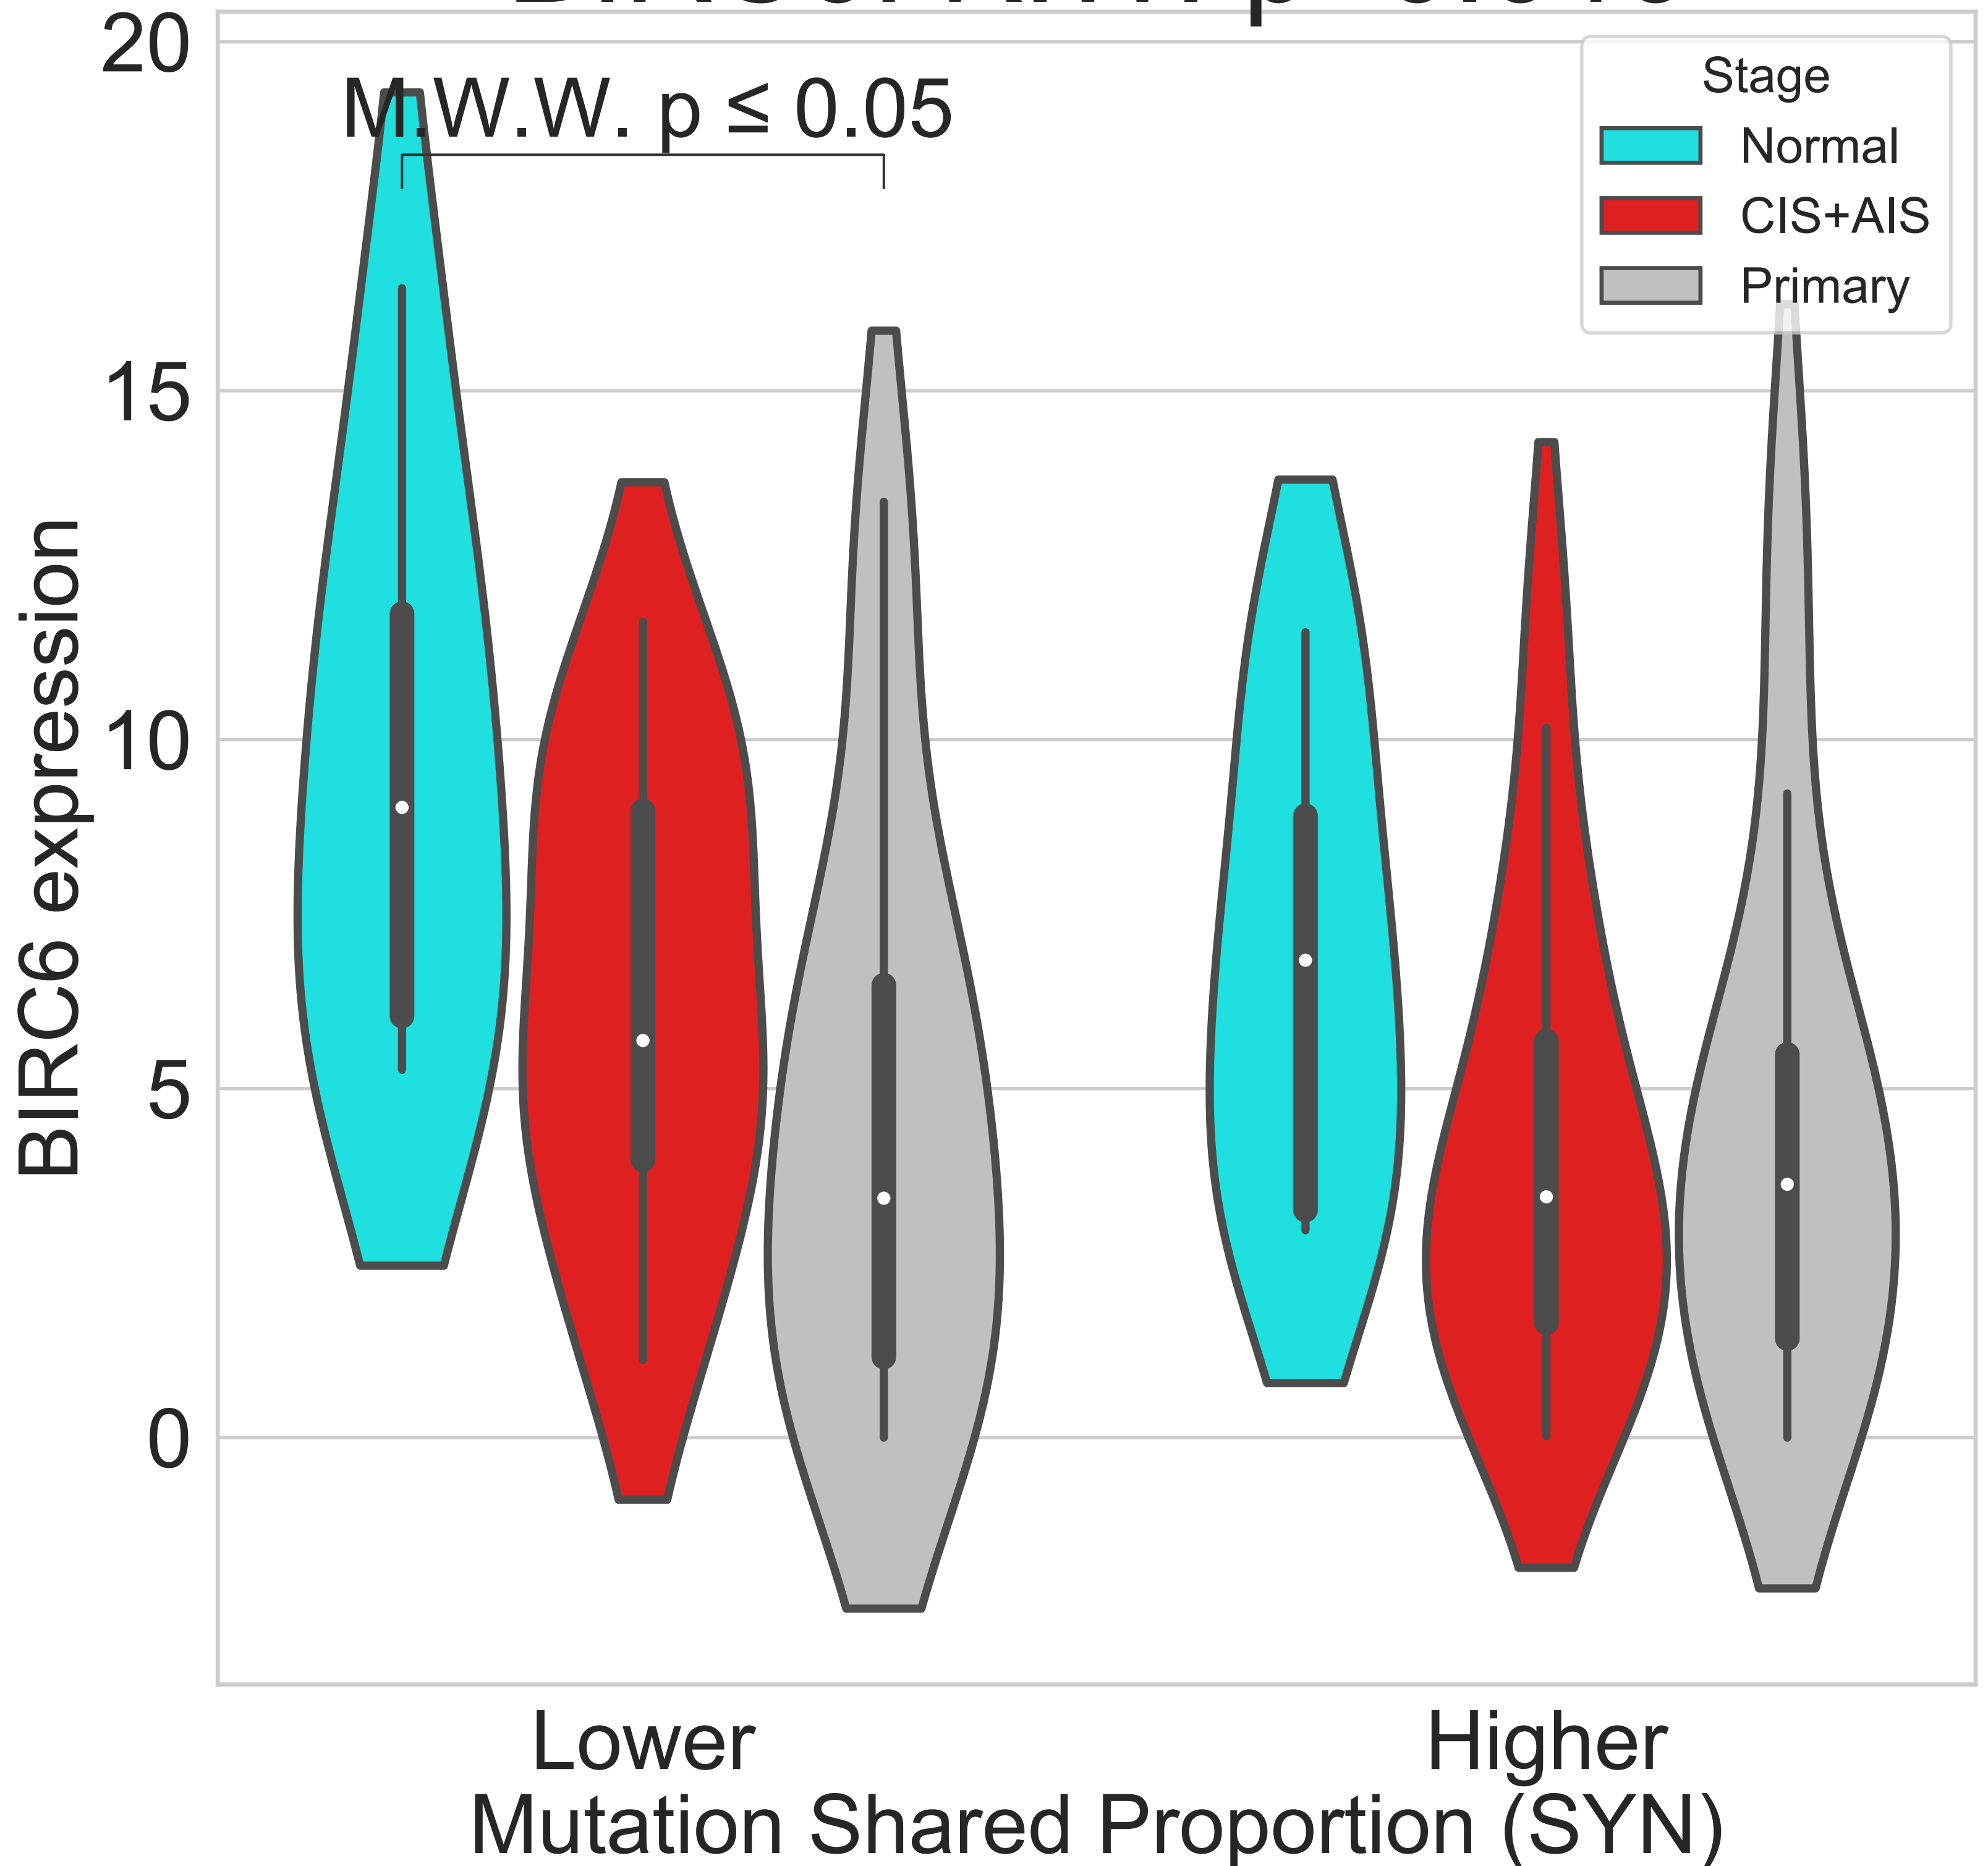 20
M.W.W. p ≤ 0.05
Stage
Normal
CIS+AIS
Primary
15
10
5
0
BIRC6 expression
Lower
Higher
Mutation Shared Proportion (SYN)